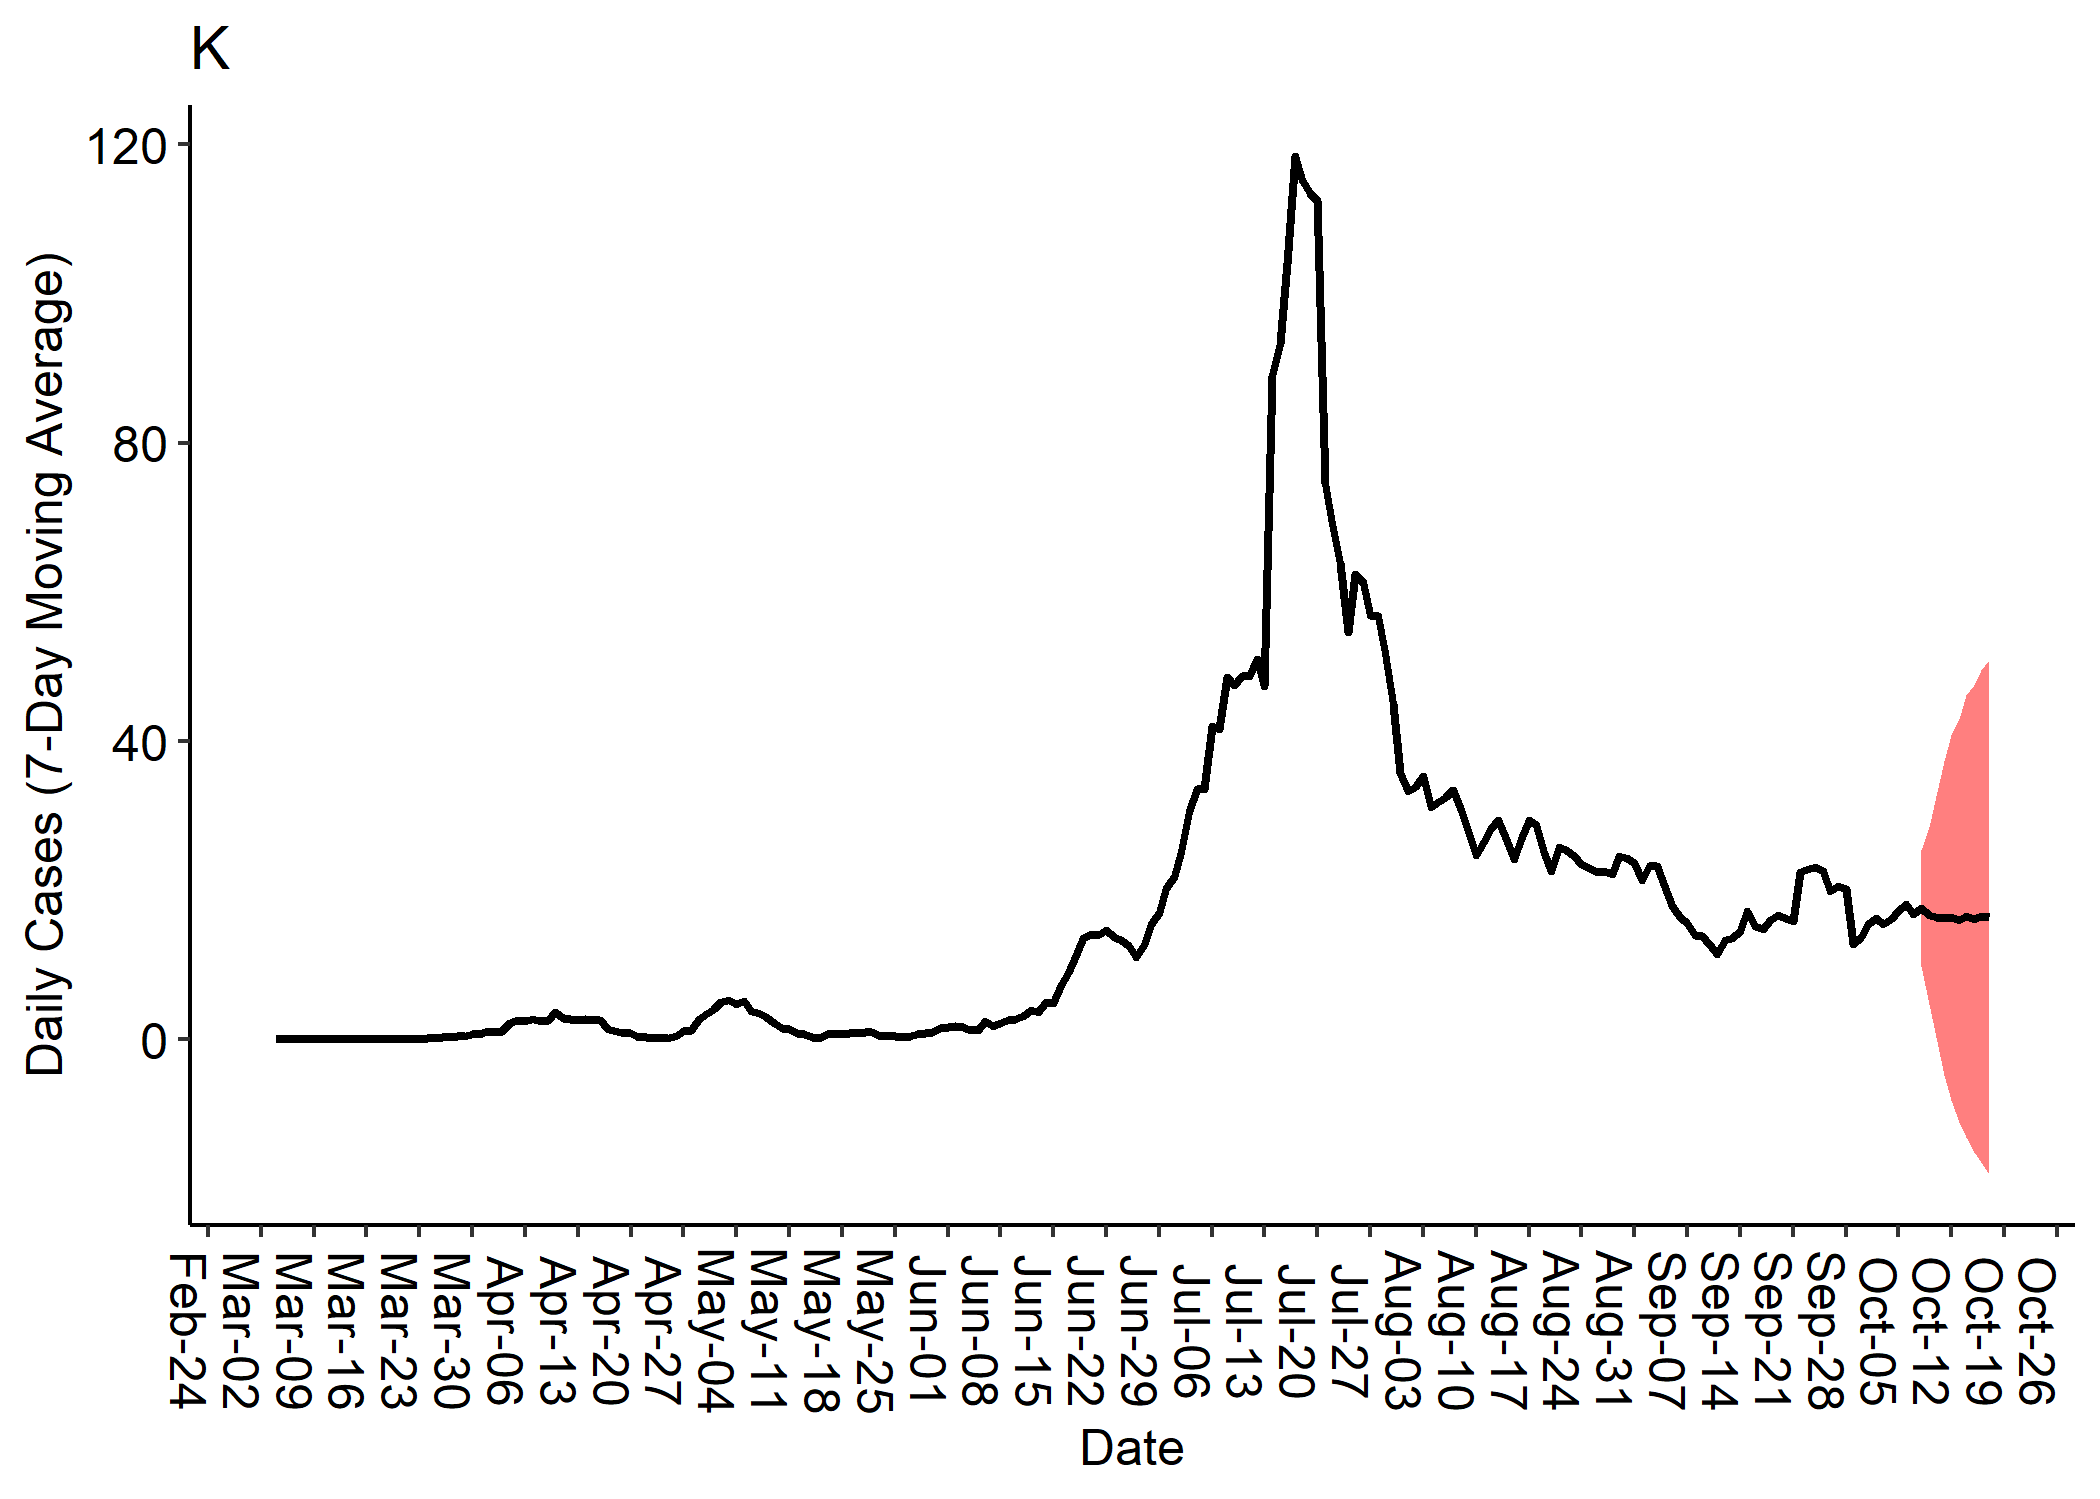 K
Daily Cases (7-Day Moving Average)
120
80
40
0
Feb-24
Mar-02
Mar-09
Mar-16
Mar-23
Mar-30
Apr-06
Apr-13
Apr-20
Apr-27
May-04
May-11
May-18
May-25
Jun-01
Jun-08
Jun-15
Jun-22
Jun-29
Jul-06
Jul-13
Jul-20
Jul-27
Aug-03
Aug-10
Aug-17
Aug-24
Aug-31
Sep-07
Sep-14
Sep-21
Sep-28
Oct-05
Oct-12
Oct-19
Oct-26
Date